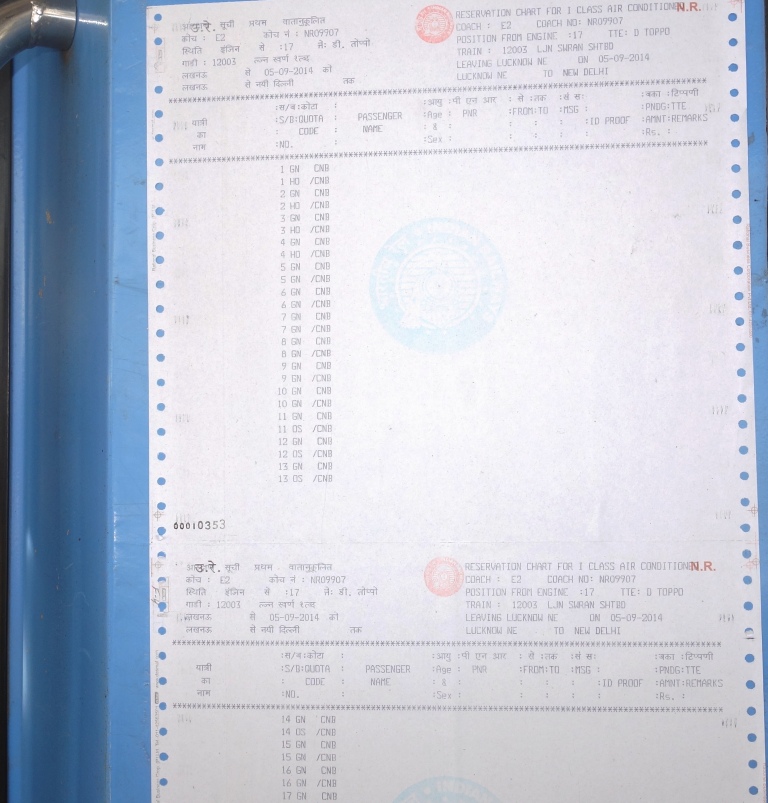 उ.रे. सूची प्रथम वातानुकूलित RESERVATION CHART FOR I CLASS AIR CONDITIONE N.R.
कोच : E2 कोच नं : NR09907 COACH : E2 COACH NO: NR09907
स्थिति इंजिन से :17 लै: डी. तोप्पो POSITION FROM ENGINE :17 TTE: D TOPPO
गाडी : 12003 लज्न स्वर्ण शत्ब्द TRAIN : 12003 LJN SWRAN SHTBD
लखनऊ से 05-09-2014 को LEAVING LUCKNOW NE ON 05-09-2014
लखनऊ से नयी दिल्ली तक LUCKNOW NE TO NEW DELHI
:स/ब:कोटा : :आयु :पी एन आर : से :तक :सं स: :बका :टिप्पणी
यात्री :S/B:QUOTA : PASSENGER :Age : PNR :FROM:TO :MSG : :PNDG:TTE
का : CODE : NAME : & : : : : :ID PROOF :AMNT:REMARKS
नाम :NO. : :Sex : : : : : :Rs. :
1 GN CNB
1 HO /CNB
2 GN CNB
2 HO /CNB
3 GN CNB
3 HO /CNB
4 GN CNB
4 HO /CNB
5 GN CNB
5 GN /CNB
6 GN CNB
6 GN /CNB
7 GN CNB
7 GN /CNB
8 GN CNB
8 GN /CNB
9 GN CNB
9 GN /CNB
10 GN CNB
10 GN /CNB
11 GN CNB
11 OS /CNB
12 GN CNB
12 OS /CNB
13 GN CNB
13 OS /CNB
00010353
उ.रे. सूची प्रथम वातानुकूलित RESERVATION CHART FOR I CLASS AIR CONDITIONE N.R.
कोच : E2 कोच नं : NR09907 COACH : E2 COACH NO: NR09907
स्थिति इंजिन से :17 लै: डी. तोप्पो POSITION FROM ENGINE :17 TTE: D TOPPO
गाडी : 12003 लज्न स्वर्ण शत्ब्द TRAIN : 12003 LJN SWRAN SHTBD
लखनऊ से 05-09-2014 को LEAVING LUCKNOW NE ON 05-09-2014
लखनऊ से नयी दिल्ली तक LUCKNOW NE TO NEW DELHI
:स/ब:कोटा : :आयु :पी एन आर : से :तक :सं स: :बका :टिप्पणी
यात्री :S/B:QUOTA : PASSENGER :Age : PNR :FROM:TO :MSG : :PNDG:TTE
का : CODE : NAME : & : : : : :ID PROOF :AMNT:REMARKS
नाम :NO. : :Sex : : : : : :Rs. :
14 GN CNB
14 OS /CNB
15 GN CNB
15 GN /CNB
16 GN CNB
16 GN /CNB
17 GN CNB